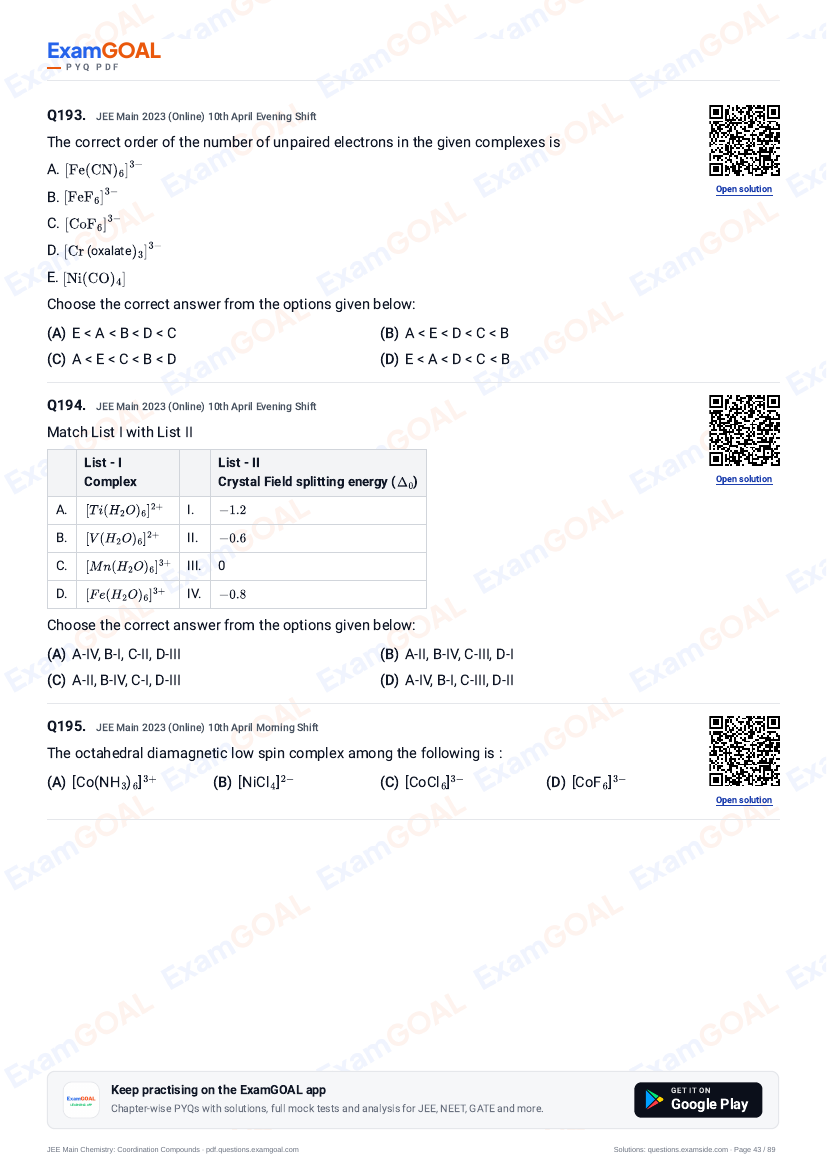 ExamGOAL
PYQ PDF
Q193. JEE Main 2023 (Online) 10th April Evening Shift
The correct order of the number of unpaired electrons in the given complexes is
A. [Fe(CN)₆]³⁻
B. [FeF₆]³⁻
C. [CoF₆]³⁻
D. [Cr (oxalate)₃]³⁻
E. [Ni(CO)₄]
Choose the correct answer from the options given below:
(A) E < A < B < D < C (B) A < E < D < C < B
(C) A < E < C < B < D (D) E < A < D < C < B
Open solution
Q194. JEE Main 2023 (Online) 10th April Evening Shift
Match List I with List II
List - I List - II
Complex Crystal Field splitting energy (Δ₀)
A. [Ti(H₂O)₆]²⁺ I. −1.2
B. [V(H₂O)₆]²⁺ II. −0.6
C. [Mn(H₂O)₆]³⁺ III. 0
D. [Fe(H₂O)₆]³⁺ IV. −0.8
Choose the correct answer from the options given below:
(A) A-IV, B-I, C-II, D-III (B) A-II, B-IV, C-III, D-I
(C) A-II, B-IV, C-I, D-III (D) A-IV, B-I, C-III, D-II
Open solution
Q195. JEE Main 2023 (Online) 10th April Morning Shift
The octahedral diamagnetic low spin complex among the following is :
(A) [Co(NH₃)₆]³⁺ (B) [NiCl₄]²⁻ (C) [CoCl₆]³⁻ (D) [CoF₆]³⁻
Open solution
ExamGOAL
Keep practising on the ExamGOAL app
Chapter-wise PYQs with solutions, full mock tests and analysis for JEE, NEET, GATE and more.
GET IT ON
Google Play
JEE Main Chemistry: Coordination Compounds · pdf.questions.examgoal.com Solutions: questions.examside.com · Page 43 / 89